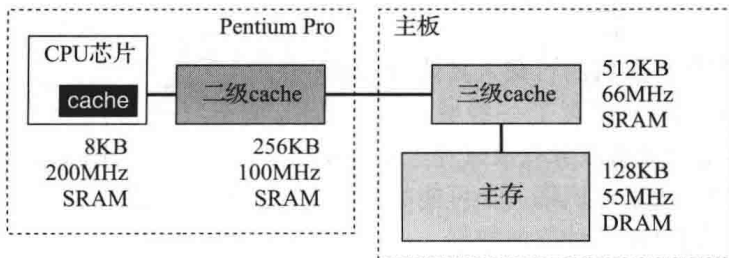 Pentium Pro
CPU芯片
cache
二级cache
8KB
200MHz
SRAM
256KB
100MHz
SRAM
主板
三级cache
512KB
66MHz
SRAM
主存
128KB
55MHz
DRAM